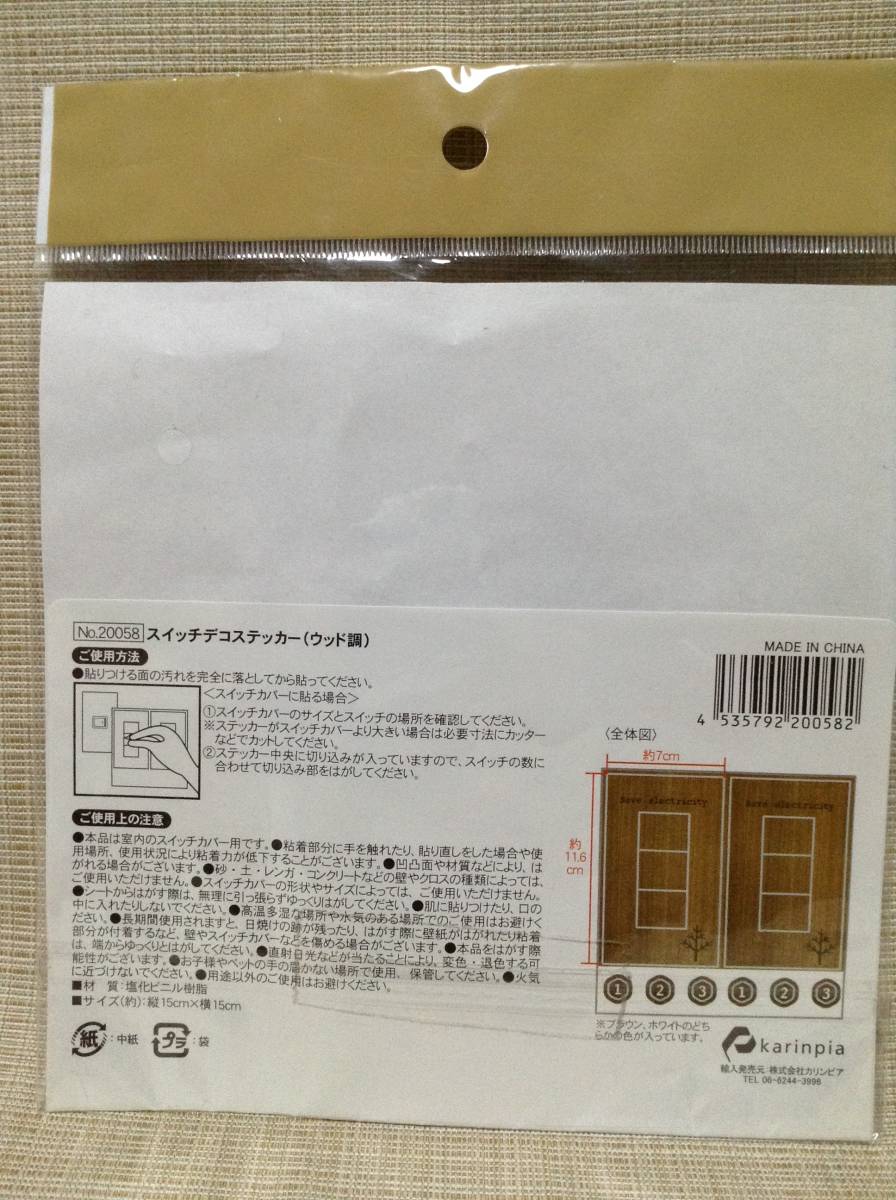 No.20058 スイッチデコステッカー(ウッド調)
ご使用方法
●貼りつける面の汚れを完全に落としてから貼ってください。
<スイッチカバーに貼る場合>
①スイッチカバーのサイズとスイッチの場所を確認してください。
※ステッカーがスイッチカバーより大きい場合は必要寸法にカッター
などでカットしてください。
②ステッカー中央に切り込みが入っていますので、スイッチの数に
合わせて切り込み部をはがしてください。
ご使用上の注意
●本品は室内のスイッチカバー用です。●粘着部分に手を触れたり、貼り直しをした場合や使
用場所、使用状況により粘着力が低下することがございます。●凹凸面や材質などにより、は
がれる場合がございます。●砂・土・レンガ・コンクリートなどの壁やクロスの種類によっては、
ご使用いただけません。●スイッチカバーの形状やサイズによっては、ご使用いただけません。
●シートからはがす際は、無理に引っ張らずゆっくりはがしてください。●肌に貼りつけたり、口の
中に入れたりしないでください。●高温多湿な場所や水気のある場所でのご使用はお避けく
ださい。●長期間使用されますと、日焼けの跡が残ったり、はがす際に壁紙がはがれたり粘着
部分が付着するなど、壁やスイッチカバーなどを傷める場合がございます。●本品をはがす際
は、端からゆっくりとはがしてください。●直射日光などが当たることにより、変色・退色する可
能性がございます。●お子様やペットの手の届かない場所で使用、保管してください。●火気
に近づけないでください。●用途以外のご使用はお避けください。
■材 質:塩化ビニル樹脂
■サイズ(約):縦15cm×横15cm
紙:中紙 プラ:袋
MADE IN CHINA
4 535792 200582
〈全体図〉
約7cm
約
11.6
cm
Save electricity Save electricity
① ② ③ ① ② ③
※ブラウン、ホワイトのどち
らかの色が入っています。
karinpia
輸入発売元:株式会社カリンピア
TEL 06-6244-3996